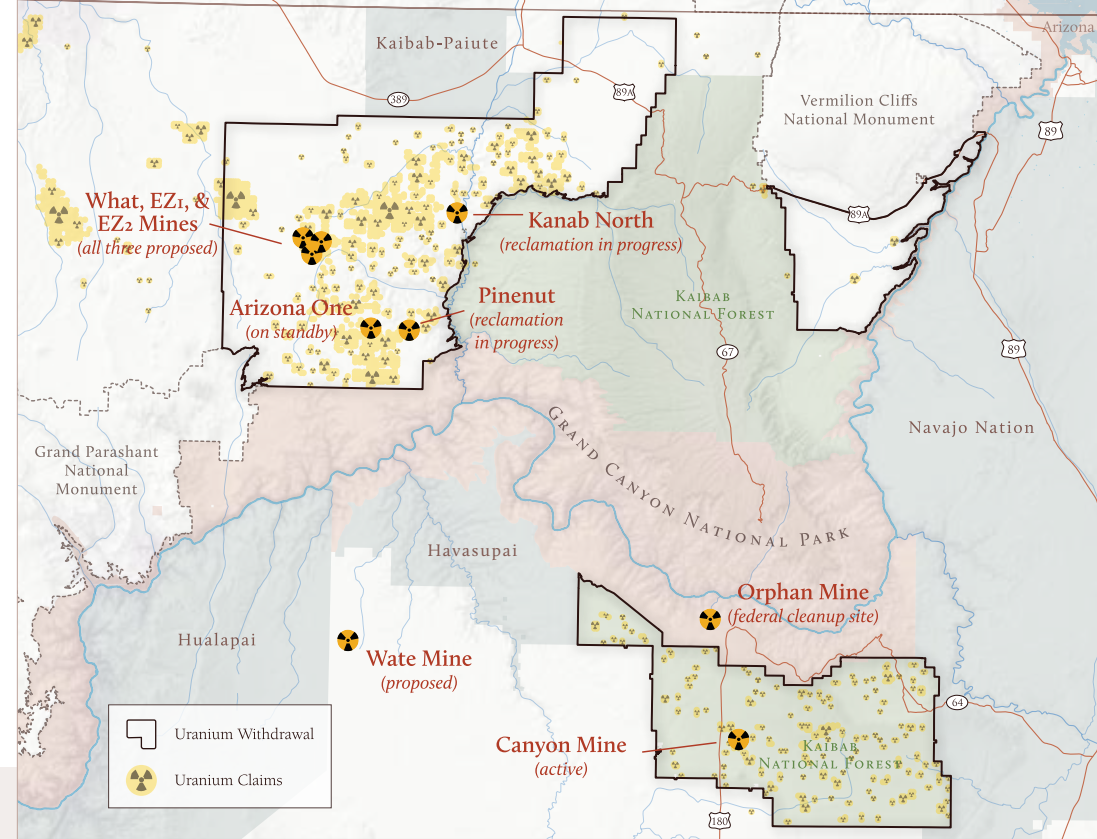 Arizona
Kaibab-Paiute
89A
389
Vermilion Cliffs
National Monument
89
What, EZ1, &
EZ2 Mines
(all three proposed)
Kanab North
(reclamation in progress)
89A
Arizona One
(on standby)
Pinenut
(reclamation
in progress)
Kaibab
National Forest
67
89
Grand Parashant
National
Monument
Grand Canyon National Park
Navajo Nation
Havasupai
Hualapai
Orphan Mine
(federal cleanup site)
Wate Mine
(proposed)
64
Canyon Mine
(active)
Kaibab
National Forest
180
Uranium Withdrawal
Uranium Claims